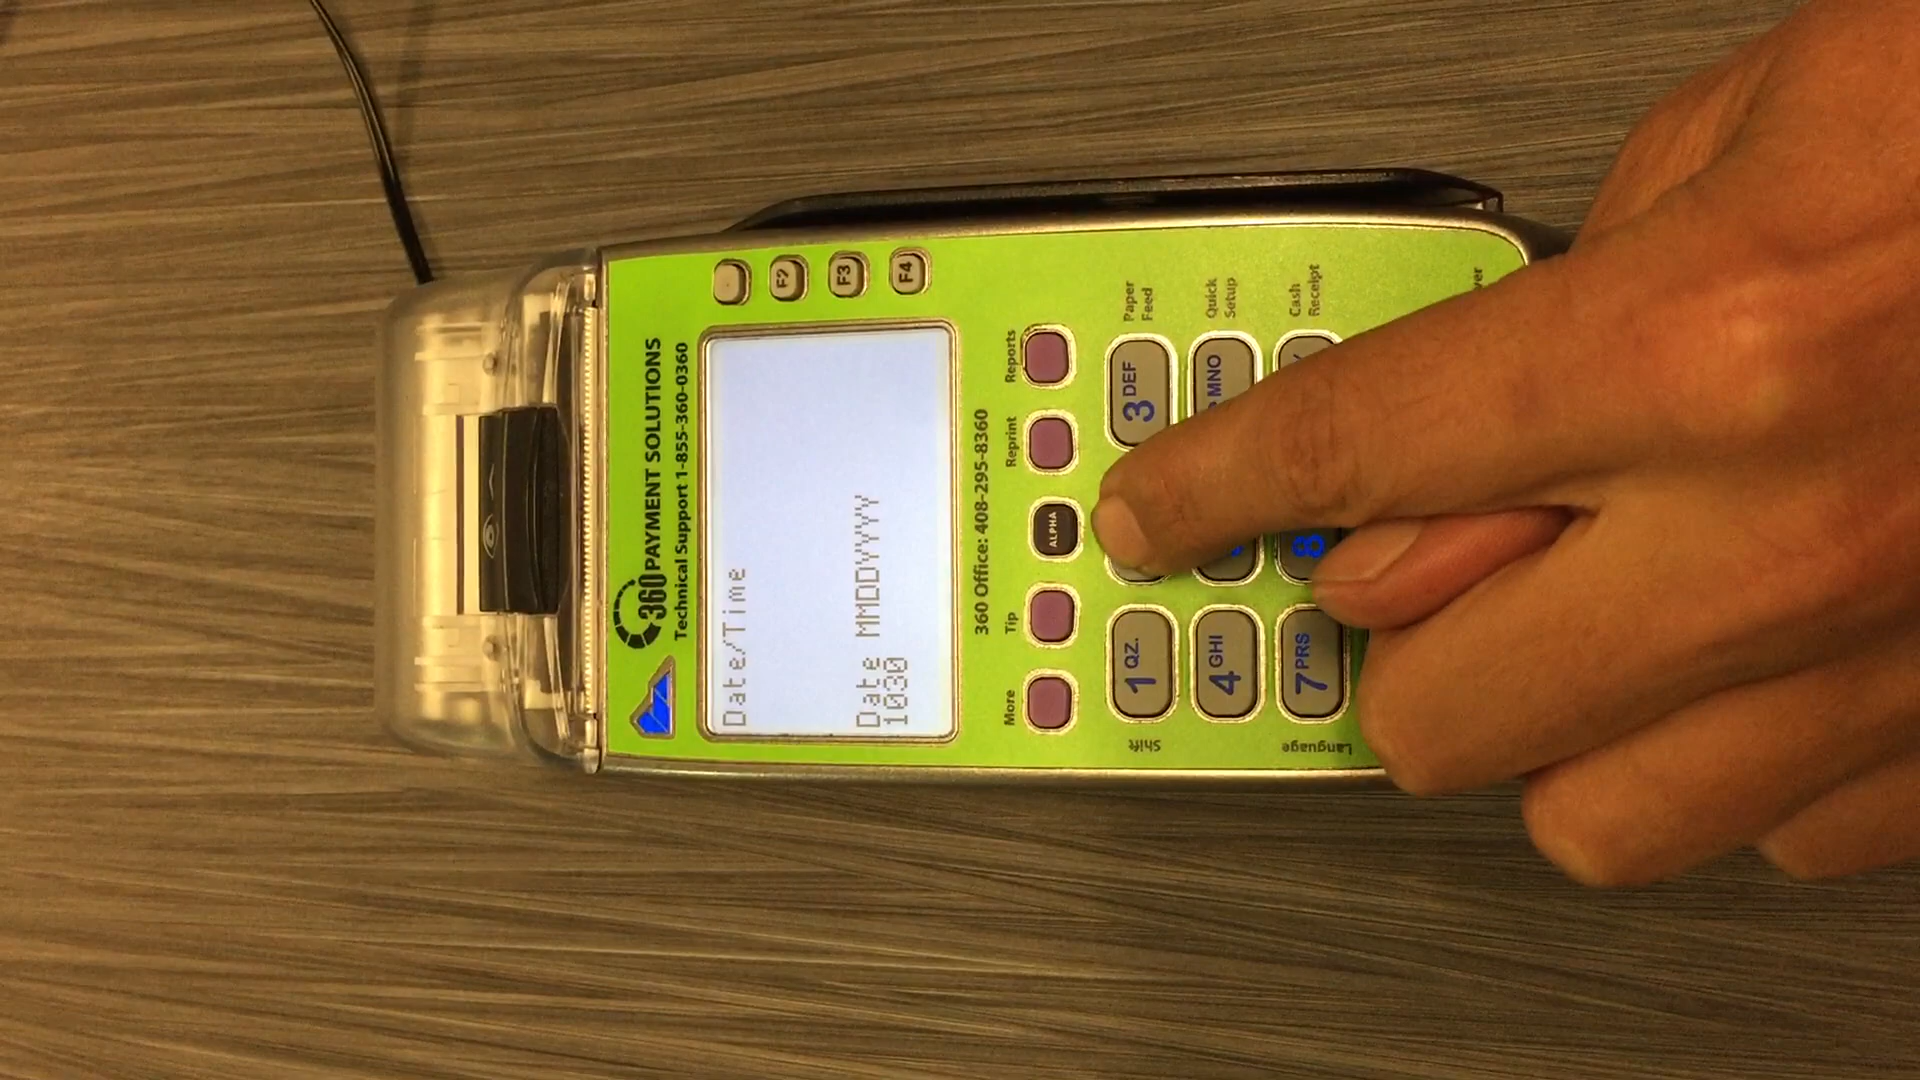 360 PAYMENT SOLUTIONS
Technical Support 1-855-360-0360
F2
F3
F4
Date/Time
Date MMDDYYYY
1030
360 Office: 408-295-8360
More Tip Reprint Reports
ALPHA
Shift 1 QZ. 3 DEF Paper Feed
4 GHI MNO Quick Setup
Language 7 PRS 8 Cash Receipt